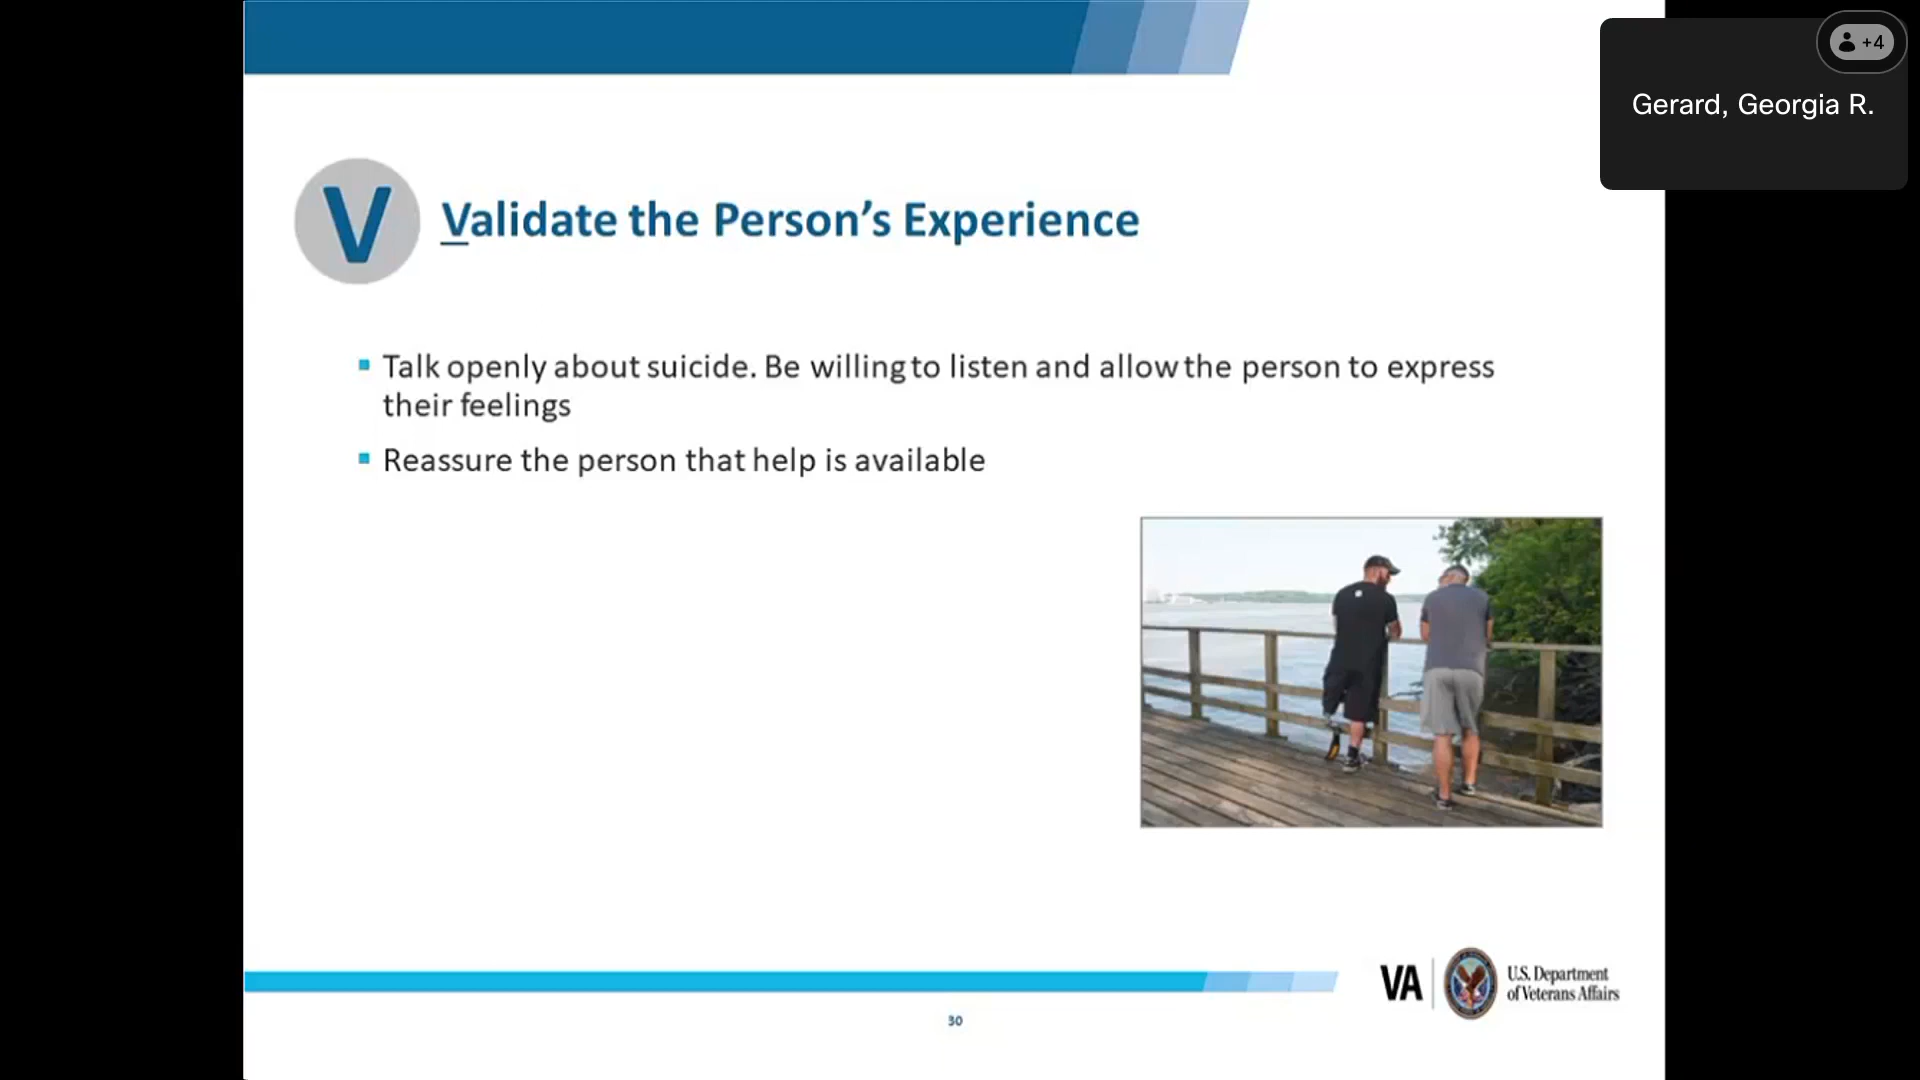 +4
Gerard, Georgia R.
V
Validate the Person’s Experience
Talk openly about suicide. Be willing to listen and allow the person to express
their feelings
Reassure the person that help is available
VA
U.S. Department
of Veterans Affairs
30